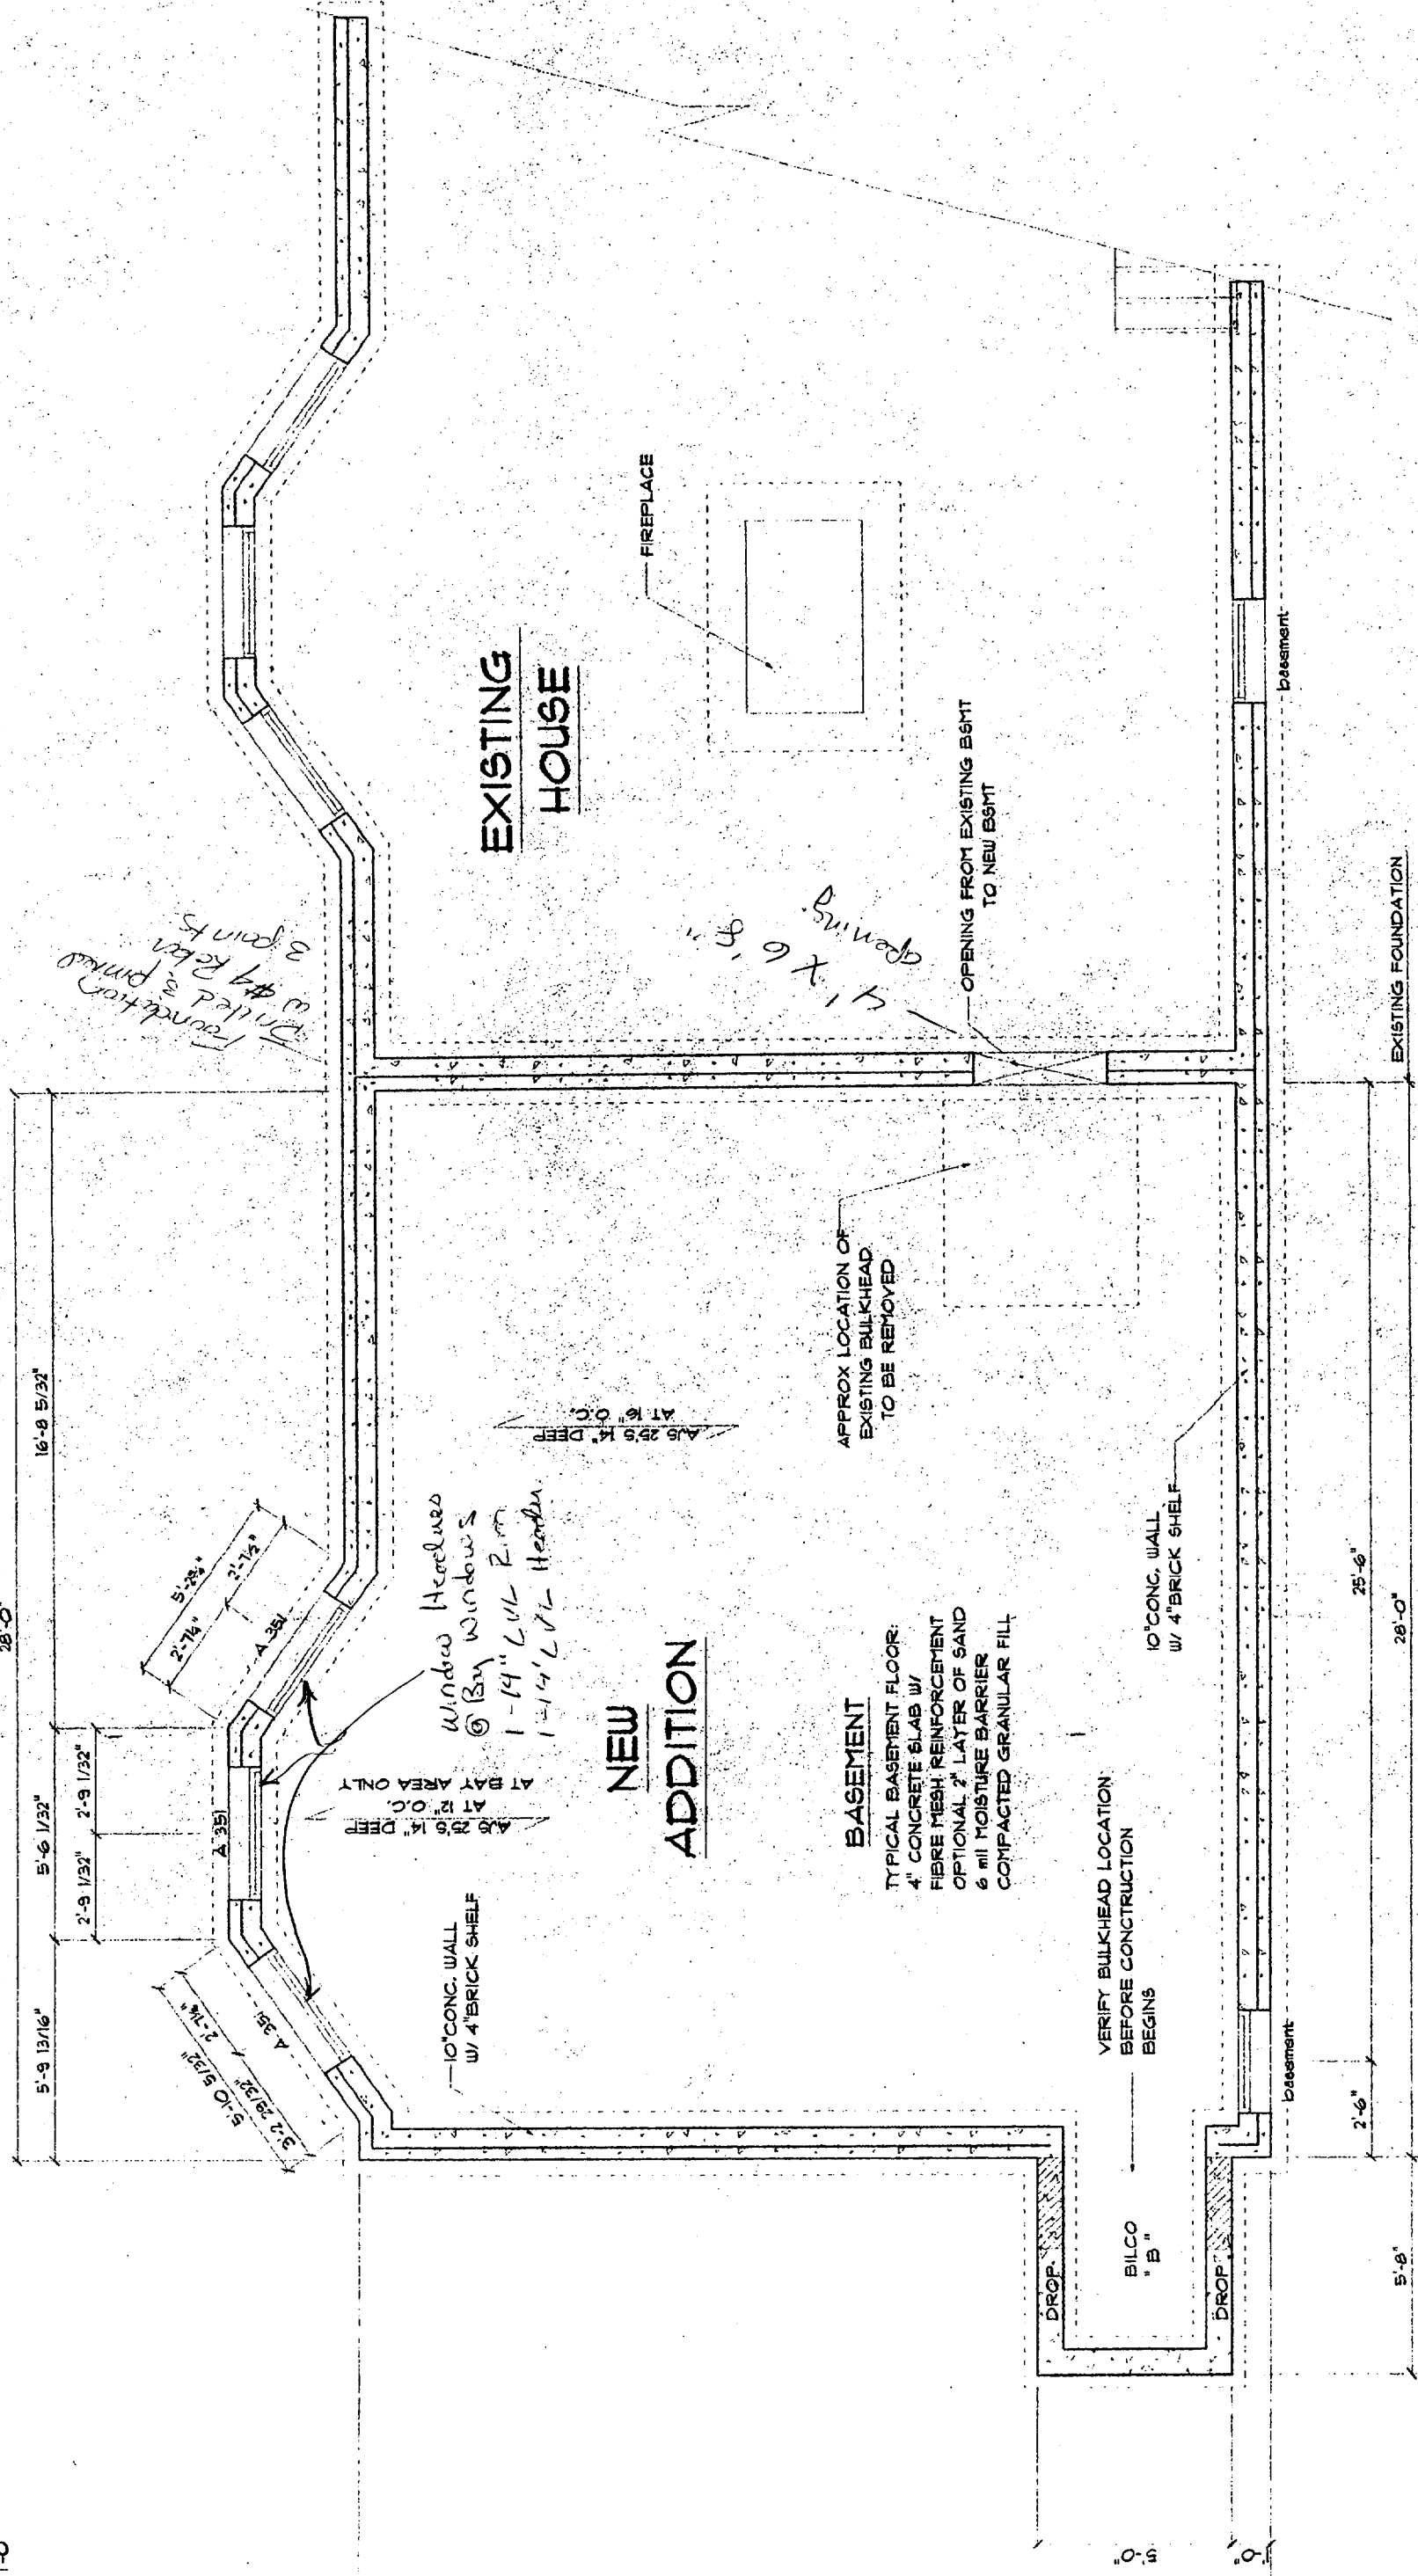 28'-0"
16'-8 5/32"
5'-6 1/32"
5'-9 13/16"
2'-9 1/32"
2'-9 1/32"
2'-7 1/2"
2'-7 1/4"
A 351
A 351
A 351
5'-10 5/32"
3'-2 29/32"
Foundation
Drilled & pinned
w #4 Rebar
3 points
EXISTING
HOUSE
FIREPLACE
4' x 6'8"
opening.
OPENING FROM EXISTING BSMT
TO NEW BSMT
basement
EXISTING FOUNDATION
AJS 25'S 14" DEEP
AT 16" O.C.
APPROX LOCATION OF
EXISTING BULKHEAD
TO BE REMOVED
Window Headers
@ Bay Windows
1-14" LVL Rim
1-14" LVL Header
AJS 25'S 14" DEEP
AT 12" O.C.
AT BAY AREA ONLY
NEW
ADDITION
10"CONC. WALL
W/ 4"BRICK SHELF
BASEMENT
TYPICAL BASEMENT FLOOR:
4" CONCRETE SLAB W/
FIBRE MESH REINFORCEMENT
OPTIONAL 2" LAYER OF SAND
6 mil MOISTURE BARRIER
COMPACTED GRANULAR FILL
10"CONC. WALL
W/ 4"BRICK SHELF
VERIFY BULKHEAD LOCATION
BEFORE CONCTRUCTION
BEGINS
basement
DROP
BILCO
" B "
DROP
25'-6"
2'-6"
28'-0"
5'-8"
5'-0"
1'-0"